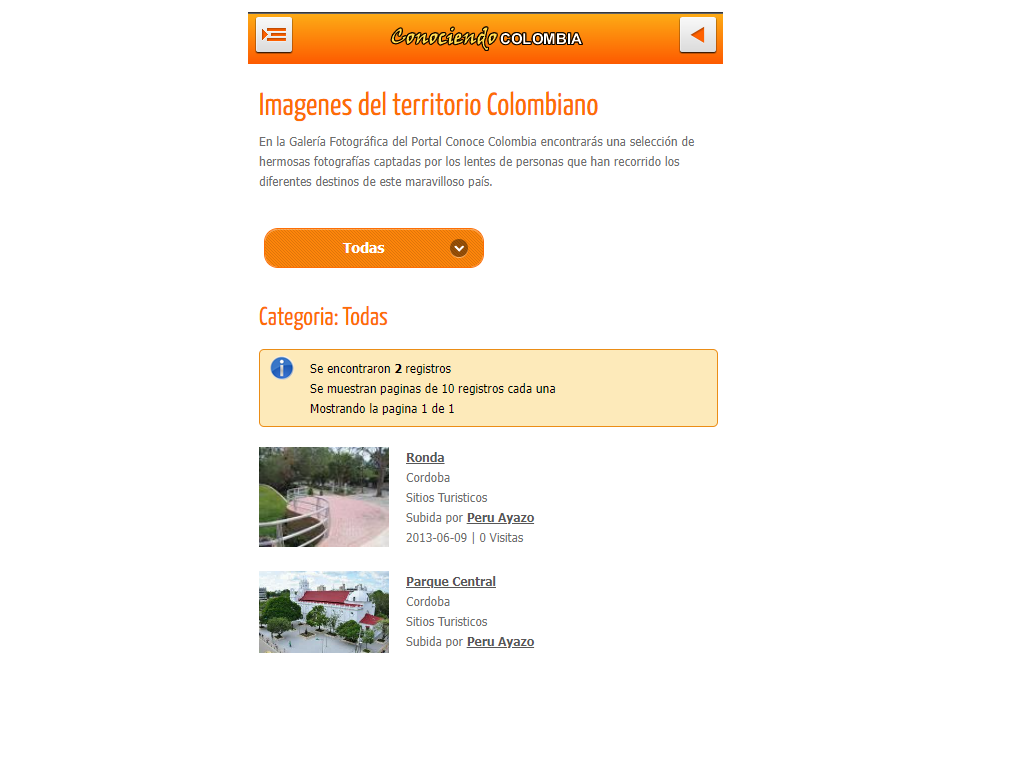 Conociendo COLOMBIA
Imagenes del territorio Colombiano
En la Galería Fotográfica del Portal Conoce Colombia encontrarás una selección de
hermosas fotografías captadas por los lentes de personas que han recorrido los
diferentes destinos de este maravilloso país.
Todas
Categoria: Todas
Se encontraron 2 registros
Se muestran paginas de 10 registros cada una
Mostrando la pagina 1 de 1
Ronda
Cordoba
Sitios Turisticos
Subida por Peru Ayazo
2013-06-09 | 0 Visitas
Parque Central
Cordoba
Sitios Turisticos
Subida por Peru Ayazo